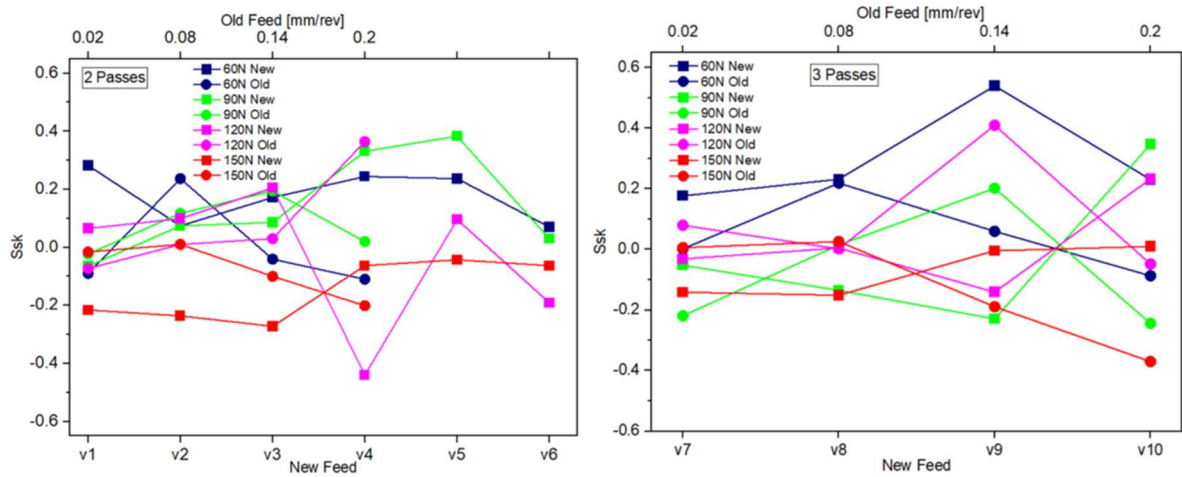 Old Feed [mm/rev]
0.02 0.08 0.14 0.2
2 Passes
60N New
60N Old
90N New
90N Old
120N New
120N Old
150N New
150N Old
Ssk
0.6
0.4
0.2
0.0
-0.2
-0.4
-0.6
v1 v2 v3 v4 v5 v6
New Feed
Old Feed [mm/rev]
0.02 0.08 0.14 0.2
3 Passes
60N New
60N Old
90N New
90N Old
120N New
120N Old
150N New
150N Old
Ssk
0.6
0.4
0.2
0.0
-0.2
-0.4
-0.6
v7 v8 v9 v10
New Feed